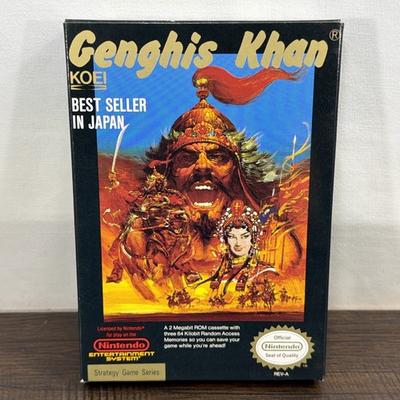 Genghis Khan®
KOEI
BEST SELLER
IN JAPAN
Licensed by Nintendo®
for play on the
Nintendo
ENTERTAINMENT
SYSTEM™
A 2 Megabit ROM cassette with
three 64 Kilobit Random Access
Memories so you can save your
game while you're ahead!
Official
Nintendo
Seal of Quality
Strategy Game Series
REV-A